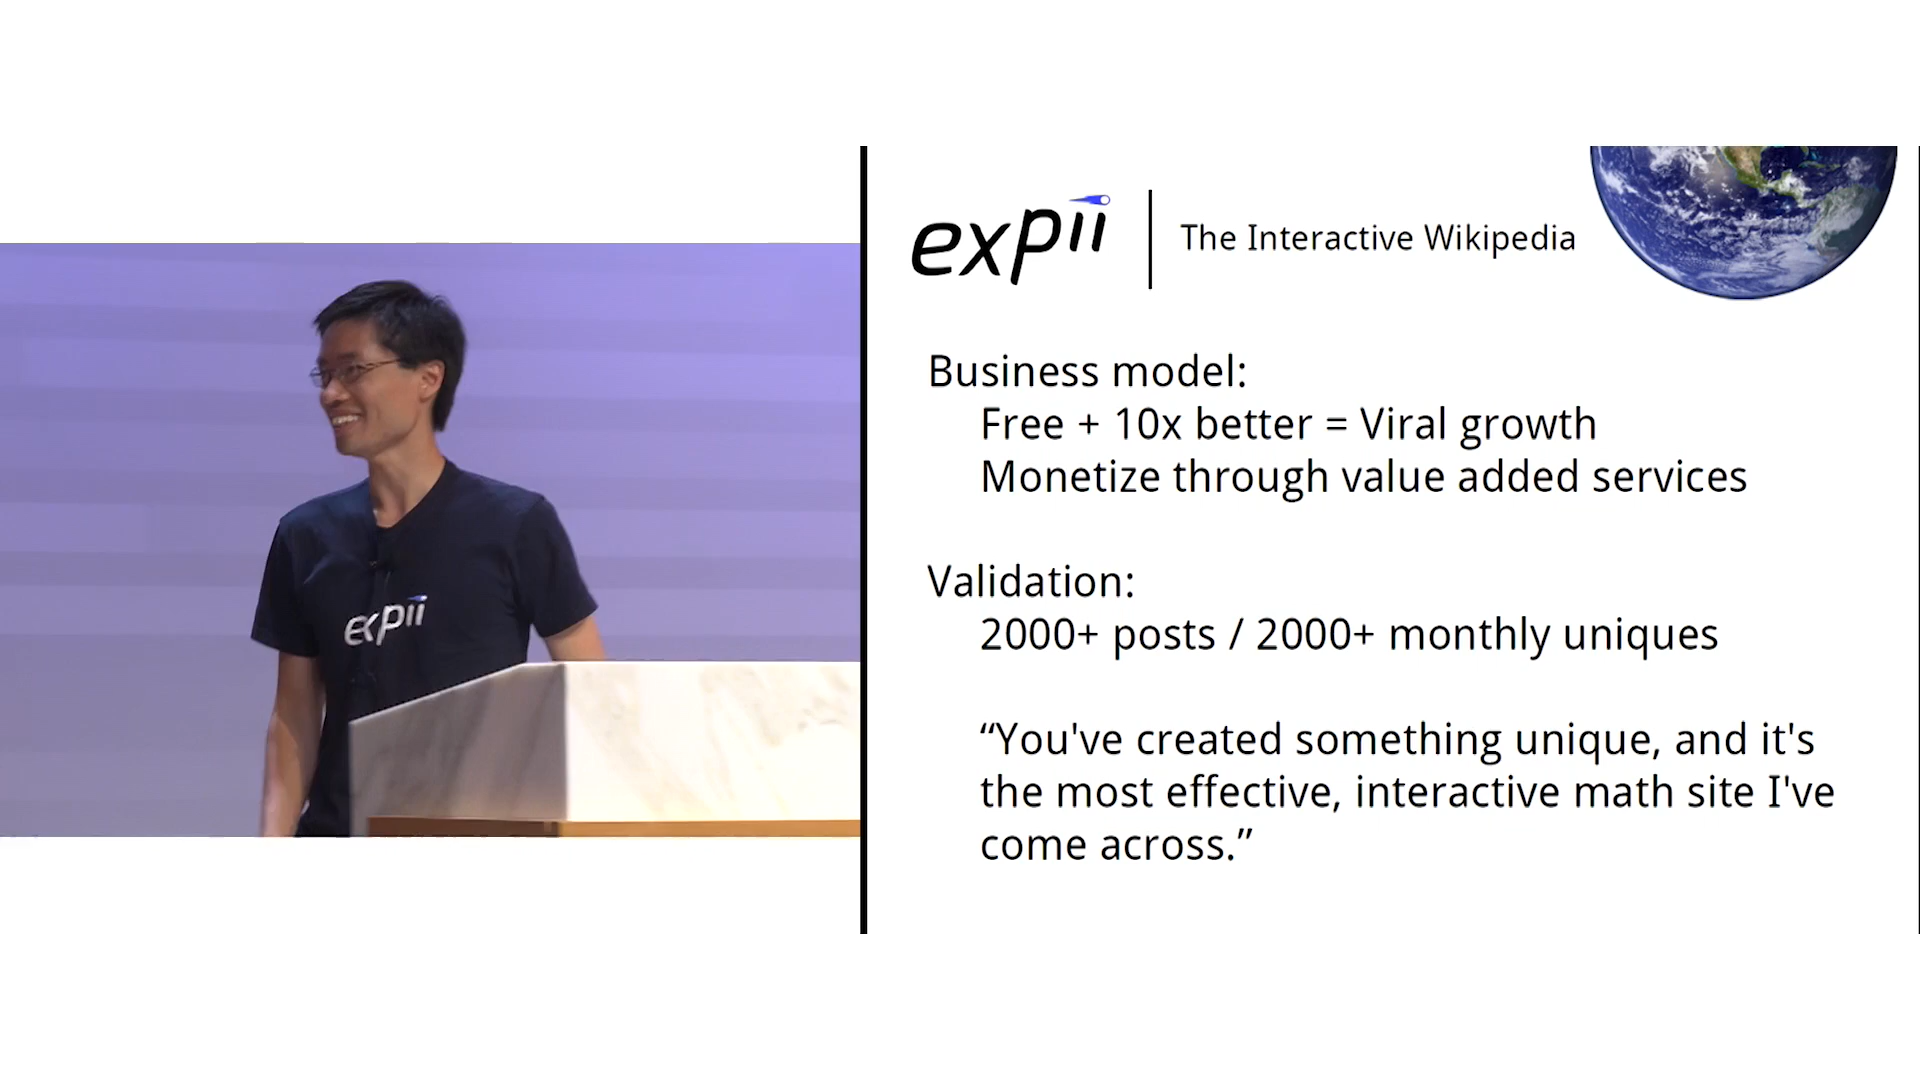 expii
expii
The Interactive Wikipedia
Business model:
Free + 10x better = Viral growth
Monetize through value added services
Validation:
2000+ posts / 2000+ monthly uniques
“You've created something unique, and it's
the most effective, interactive math site I've
come across.”